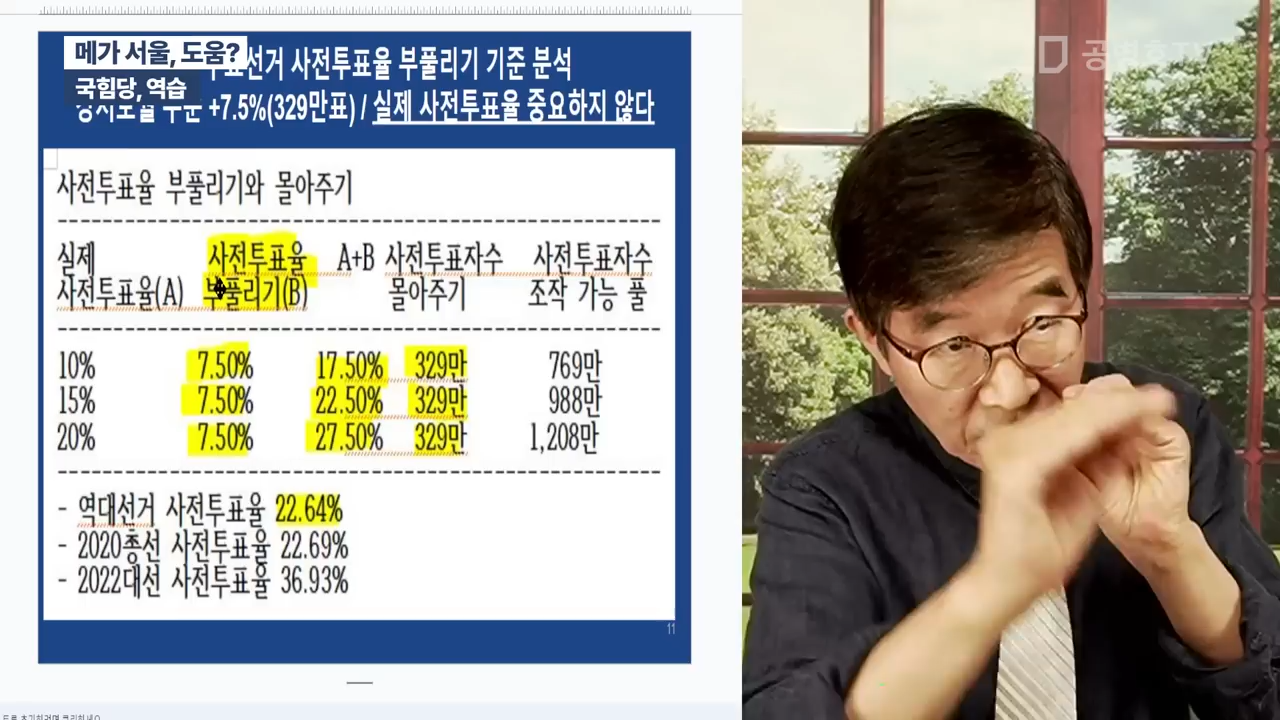 메가 서울, 도움?
국힘당, 역습
선거 사전투표율 부풀리기 기준 분석
+7.5%(329만표) / 실제 사전투표율 중요하지 않다
사전투표율 부풀리기와 몰아주기
실제 사전투표율 A+B 사전투표자수 사전투표자수
사전투표율(A) 부풀리기(B) 몰아주기 조작 가능 풀
10% 7.50% 17.50% 329만 769만
15% 7.50% 22.50% 329만 988만
20% 7.50% 27.50% 329만 1,208만
- 역대선거 사전투표율 22.64%
- 2020총선 사전투표율 22.69%
- 2022대선 사전투표율 36.93%
11
공병호TV